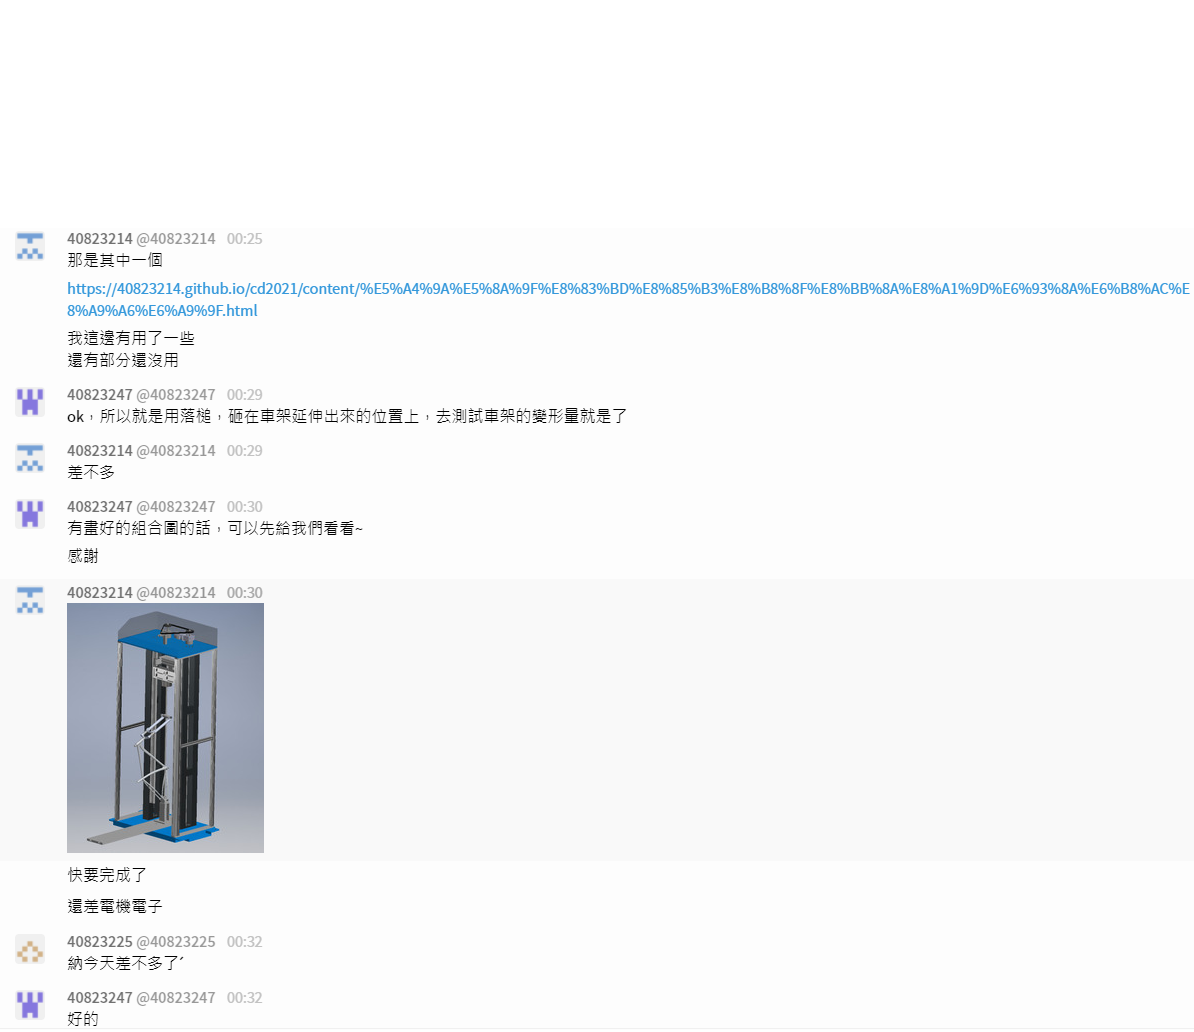 40823214 @40823214 00:25
那是其中一個
https://40823214.github.io/cd2021/content/%E5%A4%9A%E5%8A%9F%E8%83%BD%E8%85%B3%E8%B8%8F%E8%BB%8A%E8%A1%9D%E6%93%8A%E6%B8%AC%E
8%A9%A6%E6%A9%9F.html
我這邊有用了一些
還有部分還沒用
40823247 @40823247 00:29
ok，所以就是用落槌，砸在車架延伸出來的位置上，去測試車架的變形量就是了
40823214 @40823214 00:29
差不多
40823247 @40823247 00:30
有畫好的組合圖的話，可以先給我們看看~
感謝
40823214 @40823214 00:30
快要完成了
還差電機電子
40823225 @40823225 00:32
納今天差不多了ˊ
40823247 @40823247 00:32
好的